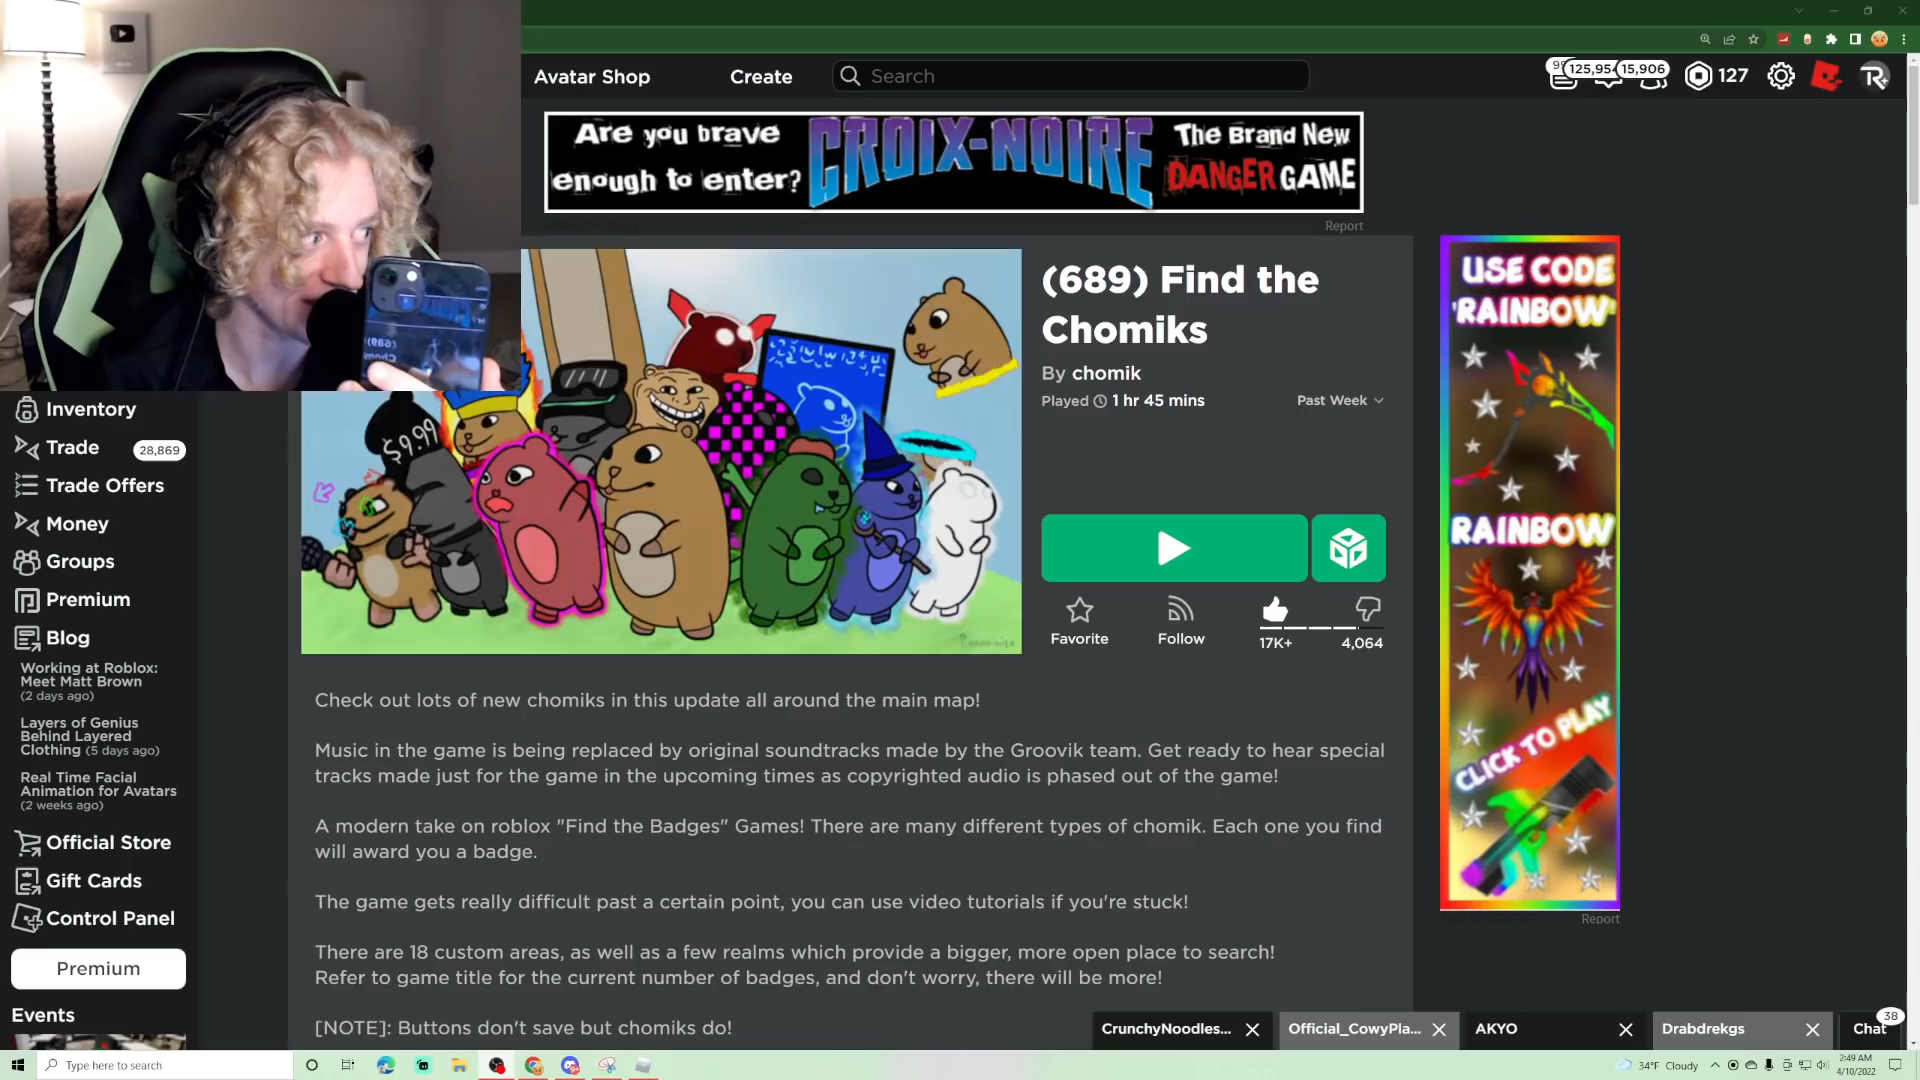 Avatar Shop
Create
Search
125,954
15,906
127
Are you brave
enough to enter?
CROIX-NOIRE
The Brand New
DANGER GAME
Report
(689) Find the
Chomiks
By chomik
Played 1 hr 45 mins
Past Week
$9.99
Favorite
Follow
17K+
4,064
Inventory
Trade
28,869
Trade Offers
Money
Groups
Premium
Blog
Working at Roblox:
Meet Matt Brown
(2 days ago)
Layers of Genius
Behind Layered
Clothing (5 days ago)
Real Time Facial
Animation for Avatars
(2 weeks ago)
Official Store
Gift Cards
Control Panel
Premium
Events
Check out lots of new chomiks in this update all around the main map!
Music in the game is being replaced by original soundtracks made by the Groovik team. Get ready to hear special
tracks made just for the game in the upcoming times as copyrighted audio is phased out of the game!
A modern take on roblox "Find the Badges" Games! There are many different types of chomik. Each one you find
will award you a badge.
The game gets really difficult past a certain point, you can use video tutorials if you're stuck!
There are 18 custom areas, as well as a few realms which provide a bigger, more open place to search!
Refer to game title for the current number of badges, and don't worry, there will be more!
[NOTE]: Buttons don't save but chomiks do!
USE CODE
'RAINBOW'
RAINBOW
CLICK TO PLAY
Report
CrunchyNoodles...
Official_CowyPla...
AKYO
Drabdrekgs
Chat
38
Type here to search
34°F Cloudy
2:49 AM
4/10/2022